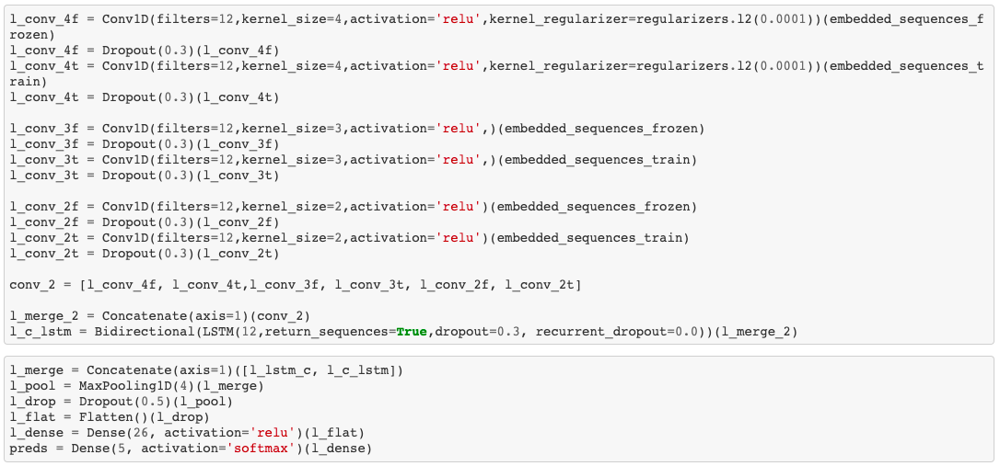 l_conv_4f = Conv1D(filters=12,kernel_size=4,activation='relu',kernel_regularizer=regularizers.l2(0.0001))(embedded_sequences_f
rozen)
l_conv_4f = Dropout(0.3)(l_conv_4f)
l_conv_4t = Conv1D(filters=12,kernel_size=4,activation='relu',kernel_regularizer=regularizers.l2(0.0001))(embedded_sequences_t
rain)
l_conv_4t = Dropout(0.3)(l_conv_4t)
l_conv_3f = Conv1D(filters=12,kernel_size=3,activation='relu',)(embedded_sequences_frozen)
l_conv_3f = Dropout(0.3)(l_conv_3f)
l_conv_3t = Conv1D(filters=12,kernel_size=3,activation='relu',)(embedded_sequences_train)
l_conv_3t = Dropout(0.3)(l_conv_3t)
l_conv_2f = Conv1D(filters=12,kernel_size=2,activation='relu')(embedded_sequences_frozen)
l_conv_2f = Dropout(0.3)(l_conv_2f)
l_conv_2t = Conv1D(filters=12,kernel_size=2,activation='relu')(embedded_sequences_train)
l_conv_2t = Dropout(0.3)(l_conv_2t)
conv_2 = [l_conv_4f, l_conv_4t,l_conv_3f, l_conv_3t, l_conv_2f, l_conv_2t]
l_merge_2 = Concatenate(axis=1)(conv_2)
l_c_lstm = Bidirectional(LSTM(12,return_sequences=True,dropout=0.3, recurrent_dropout=0.0))(l_merge_2)
l_merge = Concatenate(axis=1)([l_lstm_c, l_c_lstm])
l_pool = MaxPooling1D(4)(l_merge)
l_drop = Dropout(0.5)(l_pool)
l_flat = Flatten()(l_drop)
l_dense = Dense(26, activation='relu')(l_flat)
preds = Dense(5, activation='softmax')(l_dense)